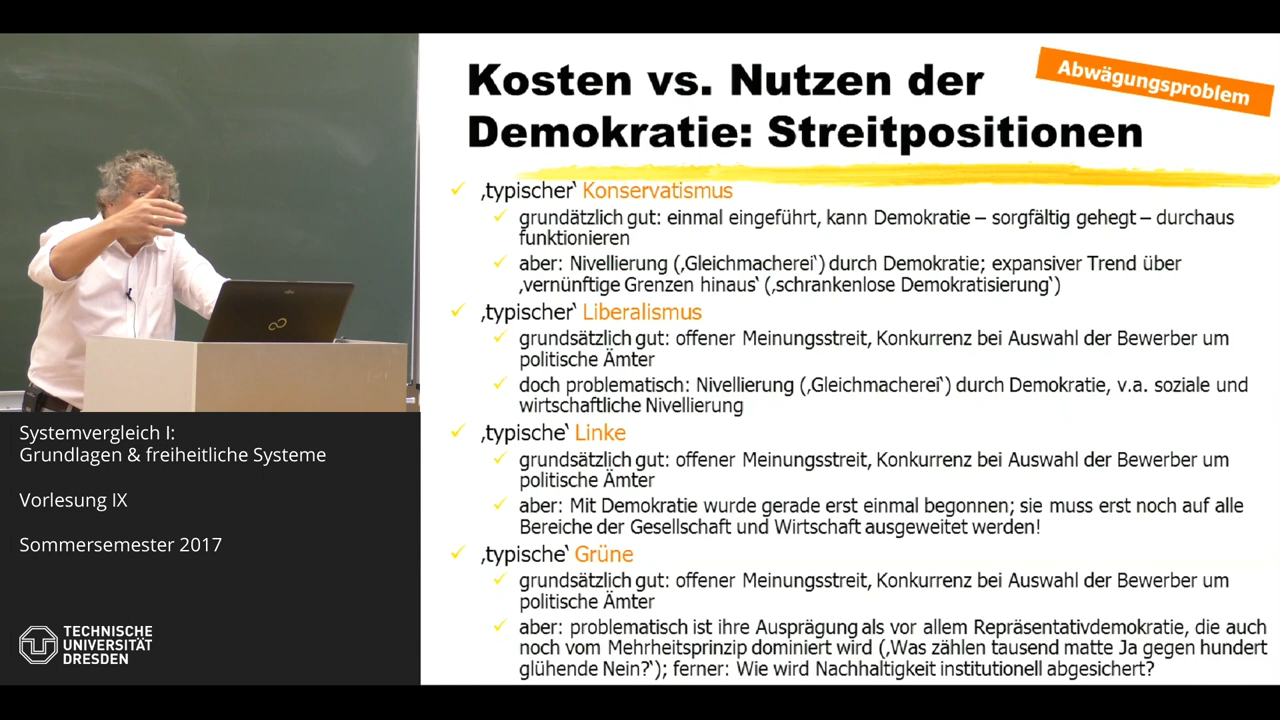 Kosten vs. Nutzen der
Demokratie: Streitpositionen
Abwägungsproblem
‚typischer‘ Konservatismus
grundätzlich gut: einmal eingeführt, kann Demokratie – sorgfältig gehegt – durchaus
funktionieren
aber: Nivellierung (‚Gleichmacherei‘) durch Demokratie; expansiver Trend über
‚vernünftige Grenzen hinaus‘ (‚schrankenlose Demokratisierung‘)
‚typischer‘ Liberalismus
grundsätzlich gut: offener Meinungsstreit, Konkurrenz bei Auswahl der Bewerber um
politische Ämter
doch problematisch: Nivellierung (‚Gleichmacherei‘) durch Demokratie, v.a. soziale und
wirtschaftliche Nivellierung
‚typische‘ Linke
grundsätzlich gut: offener Meinungsstreit, Konkurrenz bei Auswahl der Bewerber um
politische Ämter
aber: Mit Demokratie wurde gerade erst einmal begonnen; sie muss erst noch auf alle
Bereiche der Gesellschaft und Wirtschaft ausgeweitet werden!
‚typische‘ Grüne
grundsätzlich gut: offener Meinungsstreit, Konkurrenz bei Auswahl der Bewerber um
politische Ämter
aber: problematisch ist ihre Ausprägung als vor allem Repräsentativdemokratie, die auch
noch vom Mehrheitsprinzip dominiert wird (‚Was zählen tausend matte Ja gegen hundert
glühende Nein?‘); ferner: Wie wird Nachhaltigkeit institutionell abgesichert?
Systemvergleich I:
Grundlagen & freiheitliche Systeme
Vorlesung IX
Sommersemester 2017
TECHNISCHE
UNIVERSITÄT
DRESDEN